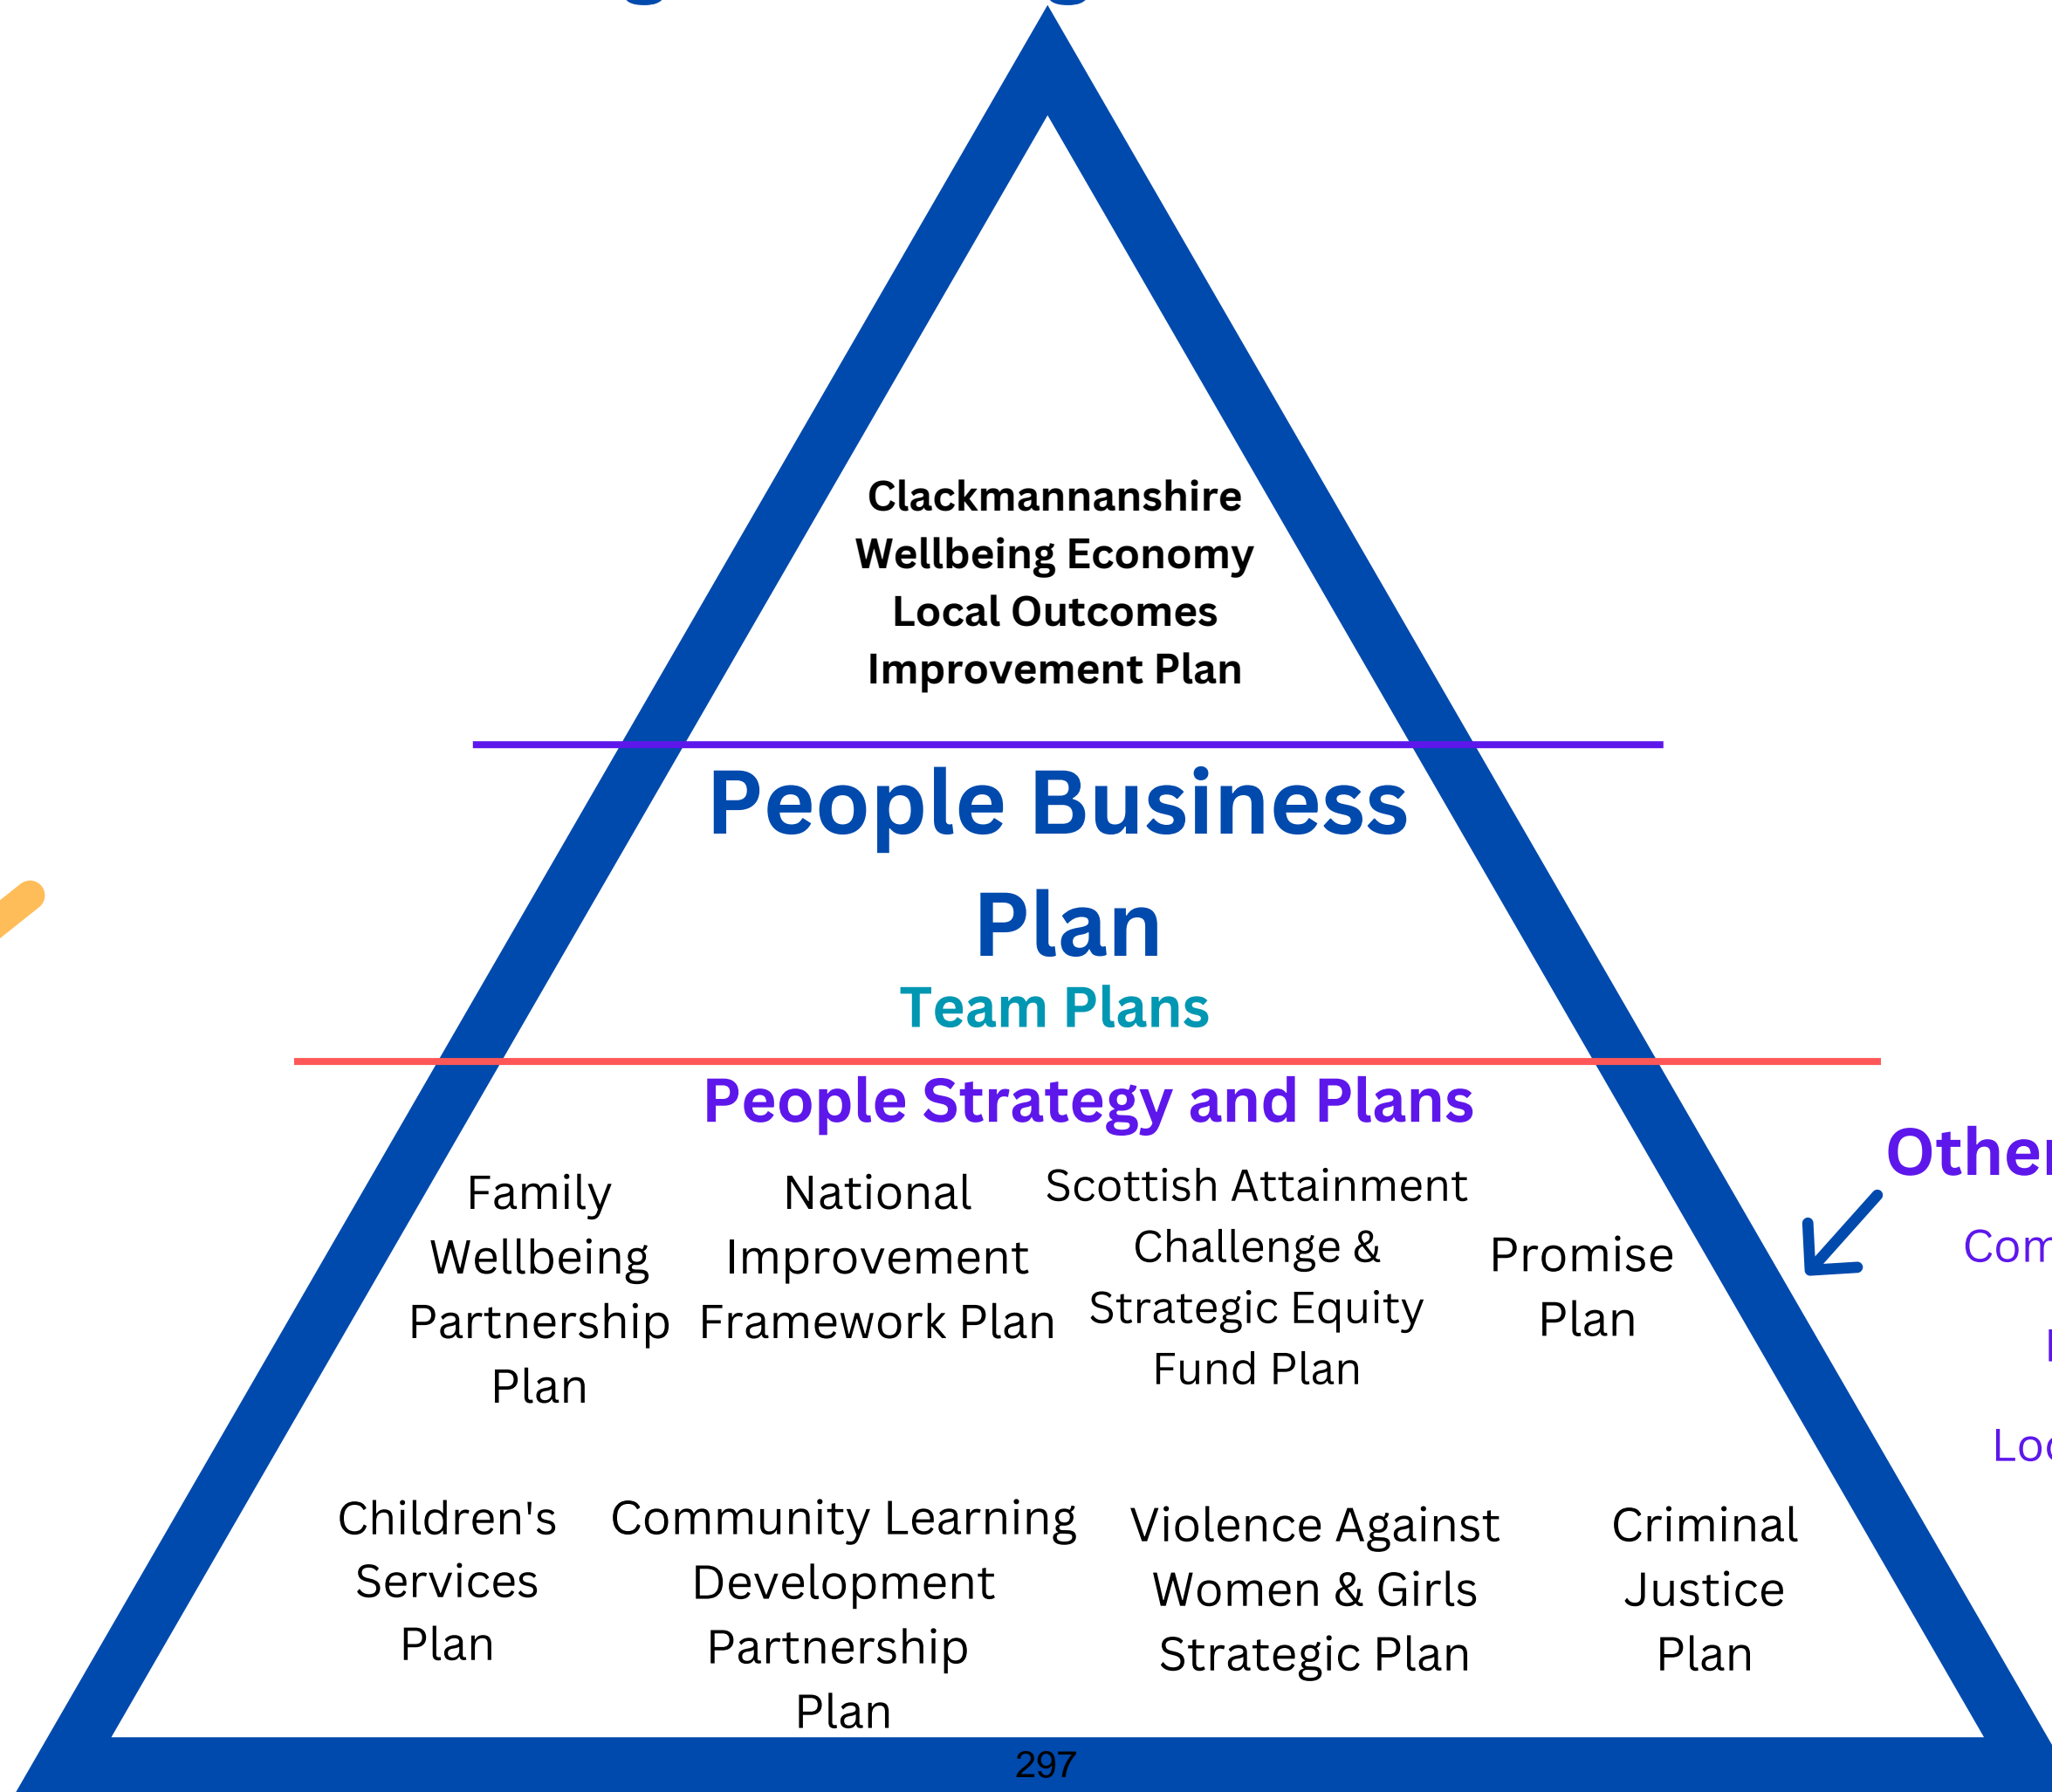 Clackmannanshire
Wellbeing Economy
Local Outcomes
Improvement Plan
People Business
Plan
Team Plans
People Strategy and Plans
Family
Wellbeing
Partnership
Plan
National
Improvement
Framework Plan
Scottish Attainment
Challenge &
Strategic Equity
Fund Plan
Promise
Plan
Children's
Services
Plan
Community Learning
Development
Partnership
Plan
Violence Against
Women & Girls
Strategic Plan
Criminal
Justice
Plan
297